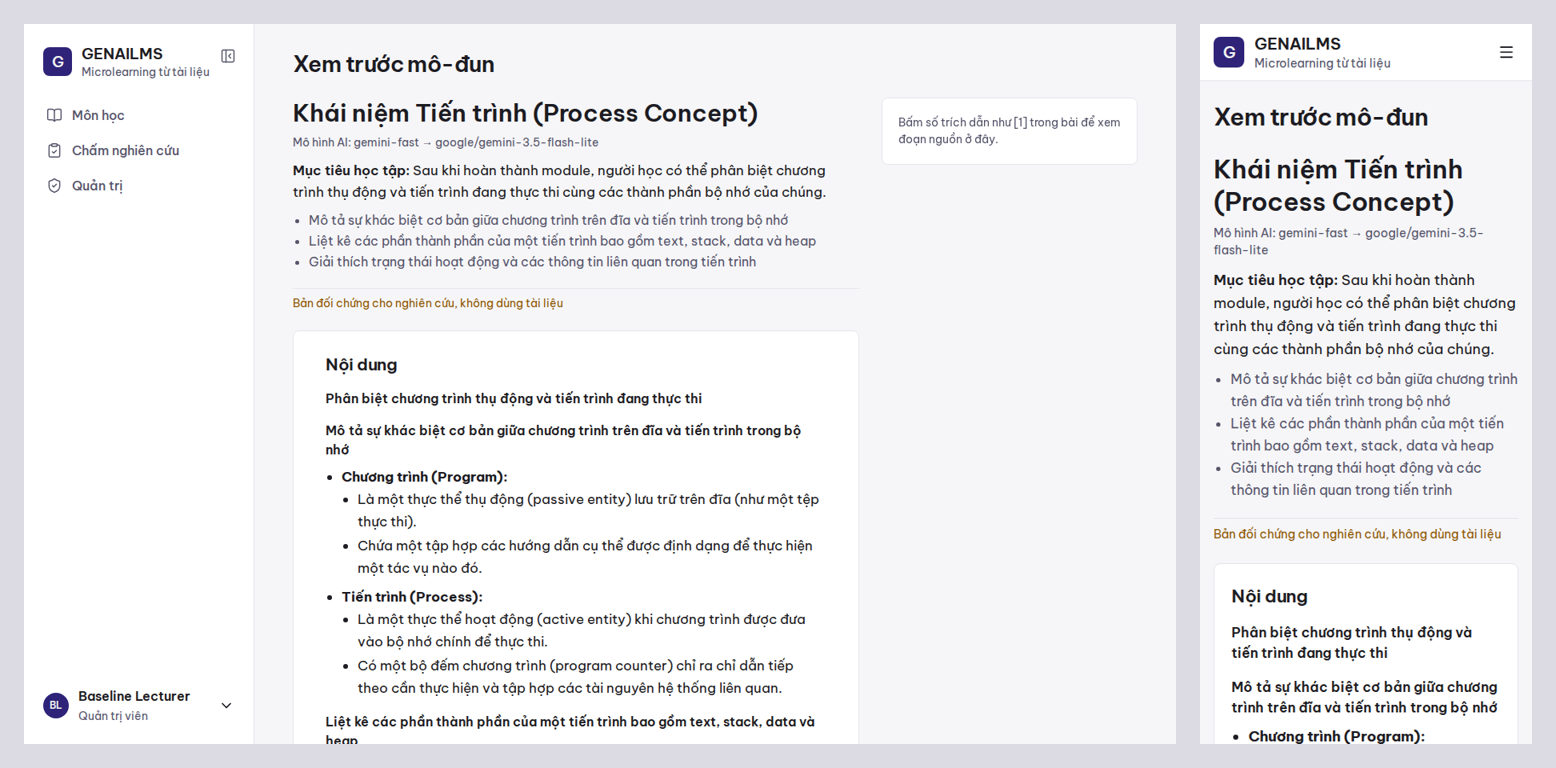 GENAILMS
Microlearning từ tài liệu
Môn học
Chấm nghiên cứu
Quản trị
BL
Baseline Lecturer
Quản trị viên
Xem trước mô-đun
Khái niệm Tiến trình (Process Concept)
Mô hình AI: gemini-fast → google/gemini-3.5-flash-lite
Mục tiêu học tập: Sau khi hoàn thành module, người học có thể phân biệt chương
trình thụ động và tiến trình đang thực thi cùng các thành phần bộ nhớ của chúng.
• Mô tả sự khác biệt cơ bản giữa chương trình trên đĩa và tiến trình trong bộ nhớ
• Liệt kê các phần thành phần của một tiến trình bao gồm text, stack, data và heap
• Giải thích trạng thái hoạt động và các thông tin liên quan trong tiến trình
Bản đối chứng cho nghiên cứu, không dùng tài liệu
Nội dung
Phân biệt chương trình thụ động và tiến trình đang thực thi
Mô tả sự khác biệt cơ bản giữa chương trình trên đĩa và tiến trình trong bộ
nhớ
• Chương trình (Program):
• Là một thực thể thụ động (passive entity) lưu trữ trên đĩa (như một tệp
thực thi).
• Chứa một tập hợp các hướng dẫn cụ thể được định dạng để thực hiện
một tác vụ nào đó.
• Tiến trình (Process):
• Là một thực thể hoạt động (active entity) khi chương trình được đưa
vào bộ nhớ chính để thực thi.
• Có một bộ đếm chương trình (program counter) chỉ ra chỉ dẫn tiếp
theo cần thực hiện và tập hợp các tài nguyên hệ thống liên quan.
Liệt kê các phần thành phần của một tiến trình bao gồm text, stack, data và
heap
Bấm số trích dẫn như [1] trong bài để xem
đoạn nguồn ở đây.
G
GENAILMS
Microlearning từ tài liệu
Xem trước mô-đun
Khái niệm Tiến trình
(Process Concept)
Mô hình AI: gemini-fast → google/gemini-3.5-
flash-lite
Mục tiêu học tập: Sau khi hoàn thành
module, người học có thể phân biệt chương
trình thụ động và tiến trình đang thực thi
cùng các thành phần bộ nhớ của chúng.
• Mô tả sự khác biệt cơ bản giữa chương trình
trên đĩa và tiến trình trong bộ nhớ
• Liệt kê các phần thành phần của một tiến
trình bao gồm text, stack, data và heap
• Giải thích trạng thái hoạt động và các
thông tin liên quan trong tiến trình
Bản đối chứng cho nghiên cứu, không dùng tài liệu
Nội dung
Phân biệt chương trình thụ động và
tiến trình đang thực thi
Mô tả sự khác biệt cơ bản giữa chương
trình trên đĩa và tiến trình trong bộ nhớ
• Chương trình (Program):